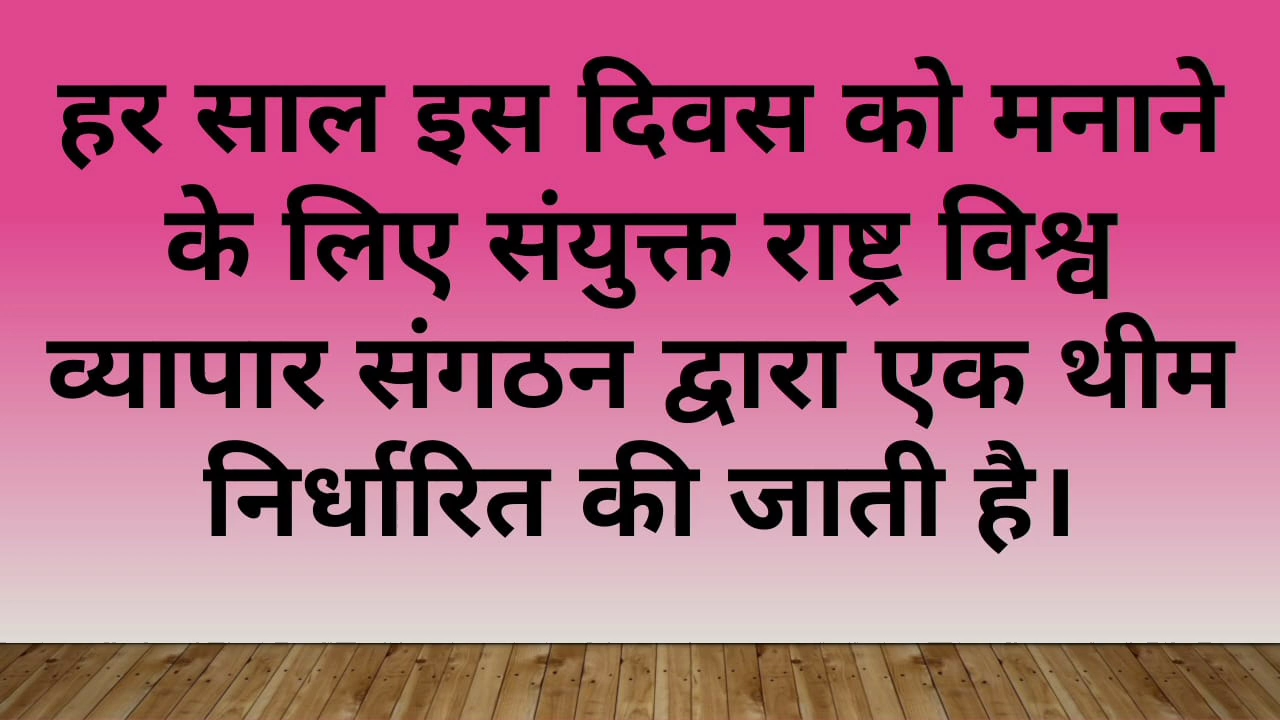 हर साल इस दिवस को मनाने
के लिए संयुक्त राष्ट्र विश्व
व्यापार संगठन द्वारा एक थीम
निर्धारित की जाती है।